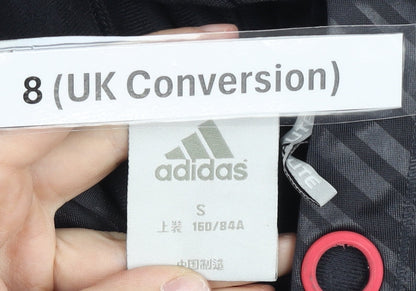 8 (UK Conversion)
adidas
S
上装 160/84A
中国制造